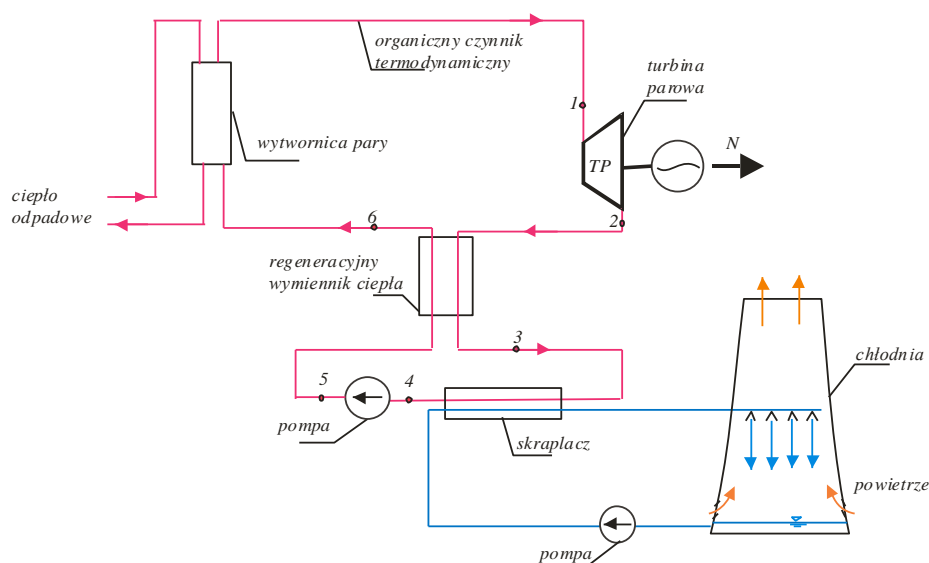 organiczny czynnik
termodynamiczny
turbina
parowa
1
wytwornica pary
TP
N
ciepło
odpadowe
6
2
regeneracyjny
wymiennik ciepła
3
chłodnia
5
4
pompa
skraplacz
powietrze
pompa